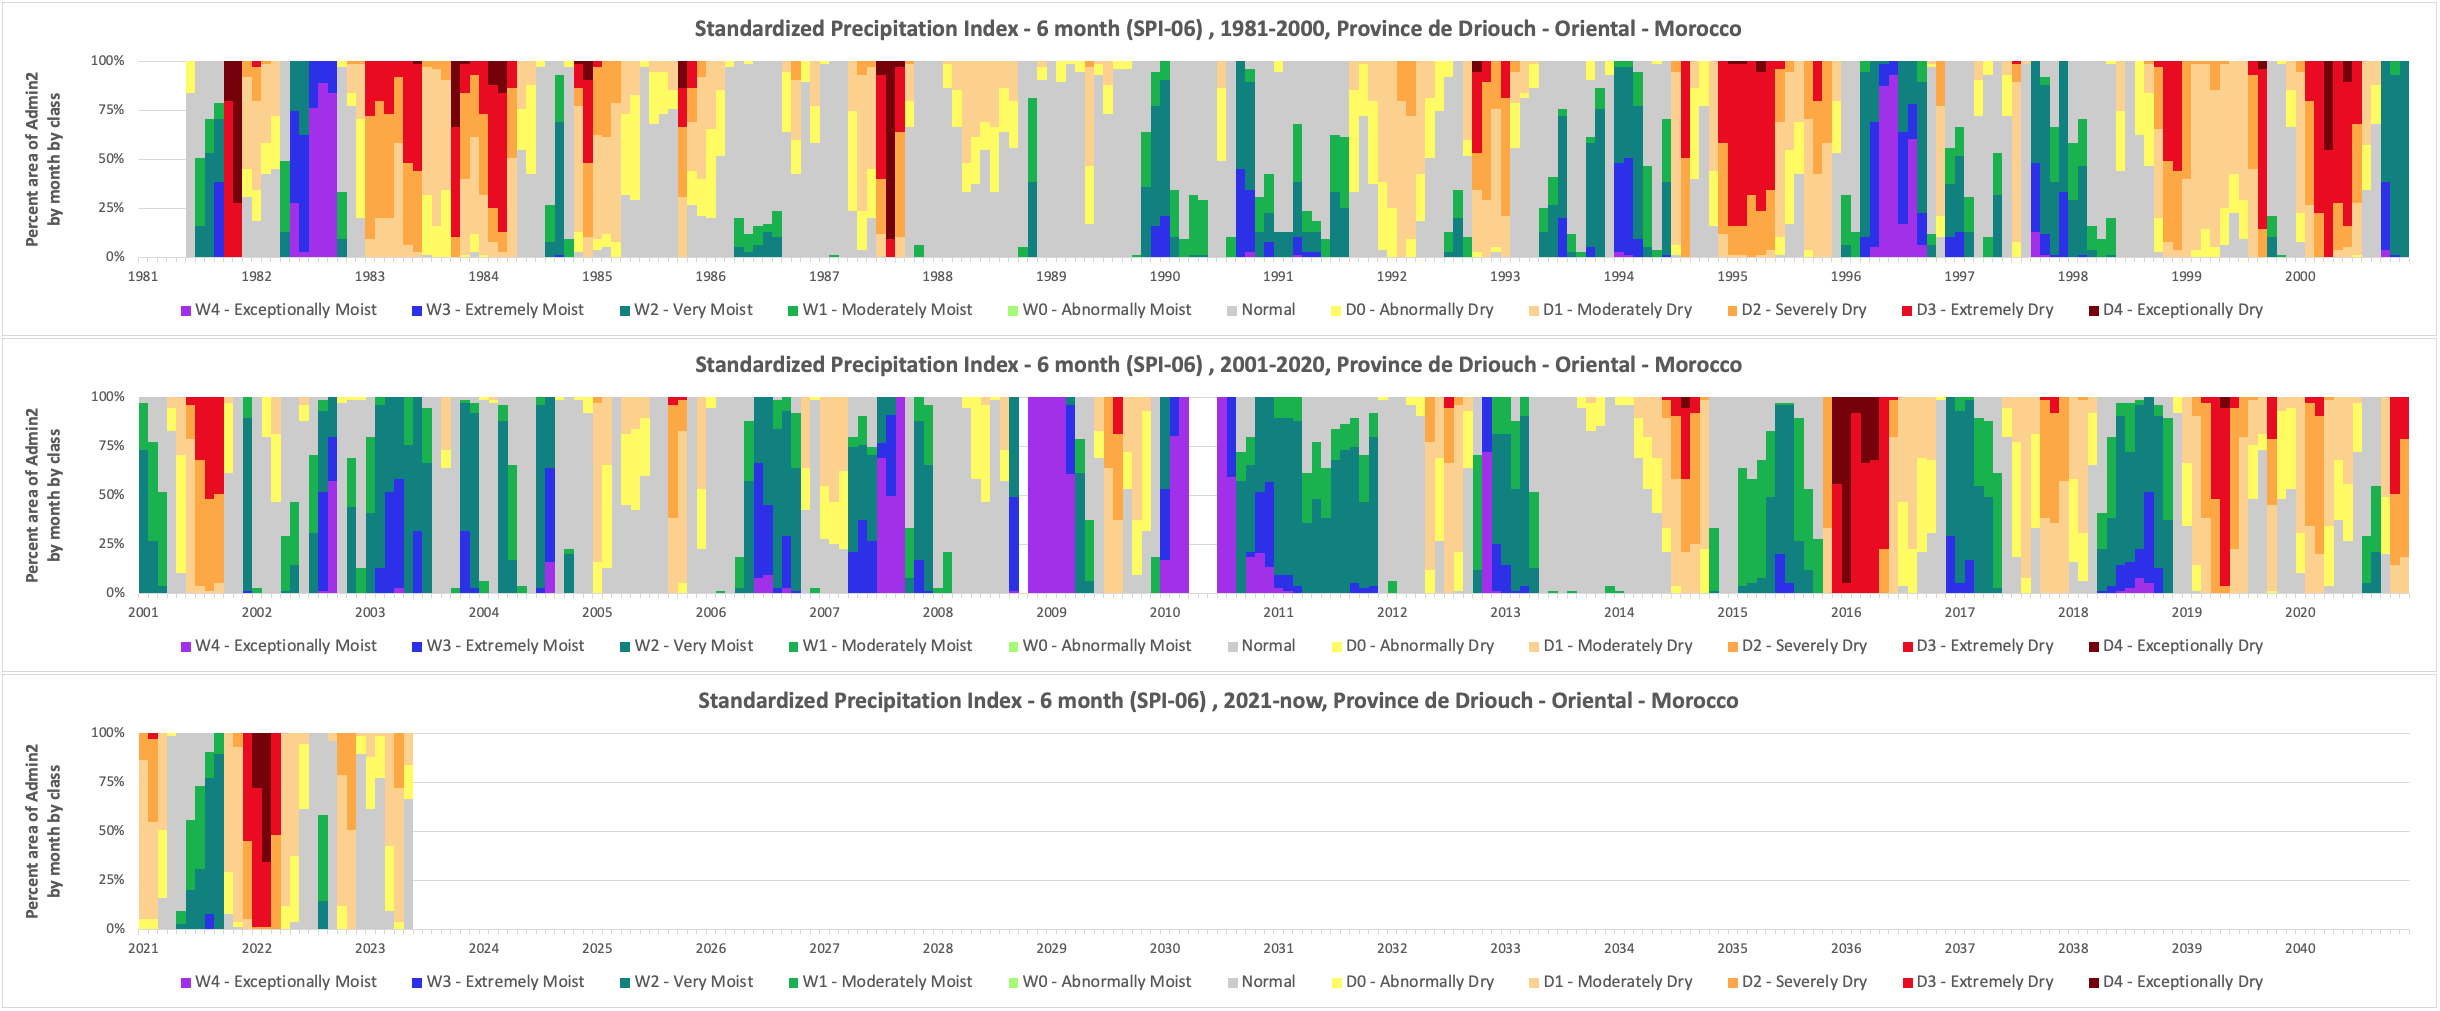 Standardized Precipitation Index - 6 month (SPI-06) , 1981-2000, Province de Driouch - Oriental - Morocco
Percent area of Admin2
by month by class
100%
75%
50%
25%
0%
1981 1982 1983 1984 1985 1986 1987 1988 1989 1990 1991 1992 1993 1994 1995 1996 1997 1998 1999 2000
W4 - Exceptionally Moist W3 - Extremely Moist W2 - Very Moist W1 - Moderately Moist W0 - Abnormally Moist Normal D0 - Abnormally Dry D1 - Moderately Dry D2 - Severely Dry D3 - Extremely Dry D4 - Exceptionally Dry
Standardized Precipitation Index - 6 month (SPI-06) , 2001-2020, Province de Driouch - Oriental - Morocco
Percent area of Admin2
by month by class
100%
75%
50%
25%
0%
2001 2002 2003 2004 2005 2006 2007 2008 2009 2010 2011 2012 2013 2014 2015 2016 2017 2018 2019 2020
W4 - Exceptionally Moist W3 - Extremely Moist W2 - Very Moist W1 - Moderately Moist W0 - Abnormally Moist Normal D0 - Abnormally Dry D1 - Moderately Dry D2 - Severely Dry D3 - Extremely Dry D4 - Exceptionally Dry
Standardized Precipitation Index - 6 month (SPI-06) , 2021-now, Province de Driouch - Oriental - Morocco
Percent area of Admin2
by month by class
100%
75%
50%
25%
0%
2021 2022 2023 2024 2025 2026 2027 2028 2029 2030 2031 2032 2033 2034 2035 2036 2037 2038 2039 2040
W4 - Exceptionally Moist W3 - Extremely Moist W2 - Very Moist W1 - Moderately Moist W0 - Abnormally Moist Normal D0 - Abnormally Dry D1 - Moderately Dry D2 - Severely Dry D3 - Extremely Dry D4 - Exceptionally Dry